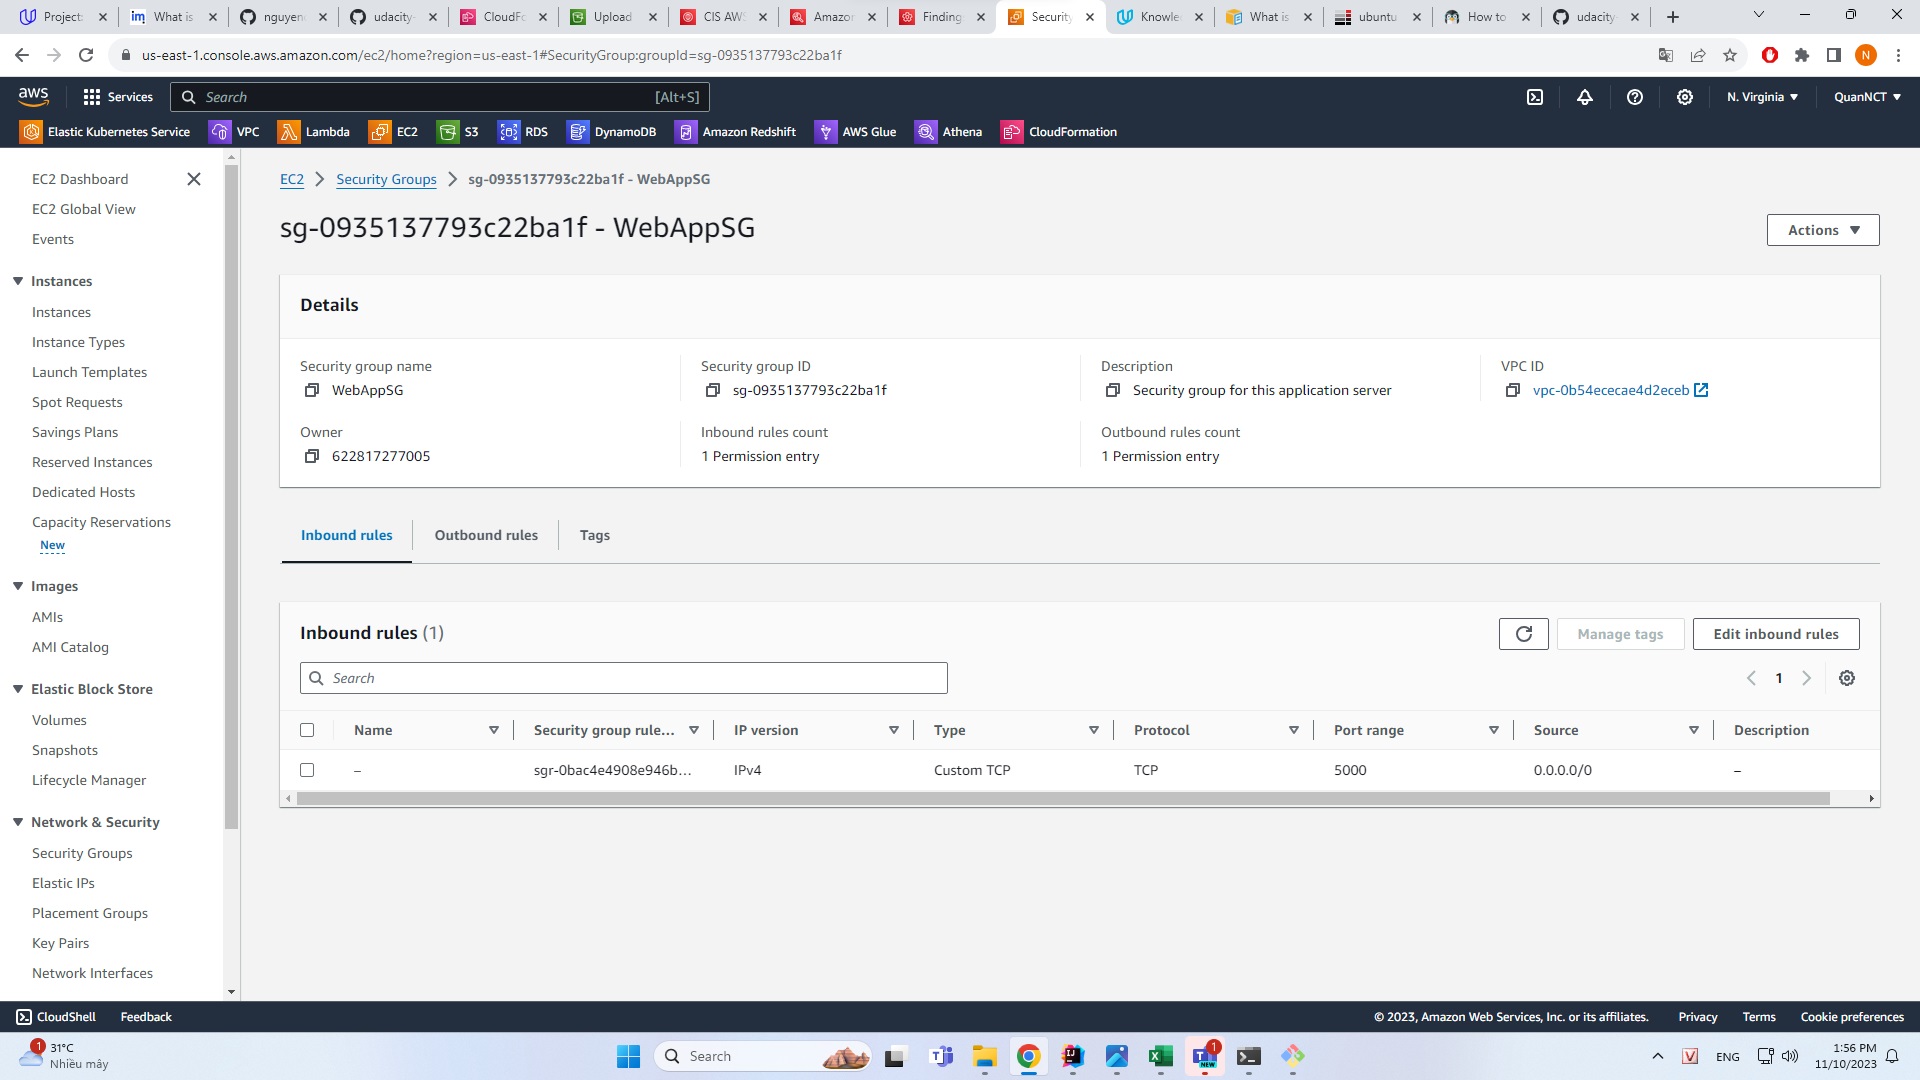 Project:
What is
nguyen
udacity-
CloudFo
Upload
CIS AWS
Amazon
Finding
Security
Knowle
What is
ubuntu
How to
udacity-
us-east-1.console.aws.amazon.com/ec2/home?region=us-east-1#SecurityGroup:groupId=sg-0935137793c22ba1f
N
aws
Services
Search
[Alt+S]
N. Virginia
QuanNCT
Elastic Kubernetes Service
VPC
Lambda
EC2
S3
RDS
DynamoDB
Amazon Redshift
AWS Glue
Athena
CloudFormation
EC2 Dashboard
EC2 Global View
Events
Instances
Instances
Instance Types
Launch Templates
Spot Requests
Savings Plans
Reserved Instances
Dedicated Hosts
Capacity Reservations
New
Images
AMIs
AMI Catalog
Elastic Block Store
Volumes
Snapshots
Lifecycle Manager
Network & Security
Security Groups
Elastic IPs
Placement Groups
Key Pairs
Network Interfaces
EC2 > Security Groups > sg-0935137793c22ba1f - WebAppSG
sg-0935137793c22ba1f - WebAppSG
Actions
Details
Security group name
WebAppSG
Security group ID
sg-0935137793c22ba1f
Description
Security group for this application server
VPC ID
vpc-0b54ececae4d2eceb
Owner
622817277005
Inbound rules count
1 Permission entry
Outbound rules count
1 Permission entry
Inbound rules
Outbound rules
Tags
Inbound rules (1)
Manage tags
Edit inbound rules
Search
1
Name
Security group rule...
IP version
Type
Protocol
Port range
Source
Description
–
sgr-0bac4e4908e946b...
IPv4
Custom TCP
TCP
5000
0.0.0.0/0
–
CloudShell
Feedback
© 2023, Amazon Web Services, Inc. or its affiliates.
Privacy
Terms
Cookie preferences
1
31°C
Nhiều mây
Search
1
NEW
V
ENG
1:56 PM
11/10/2023